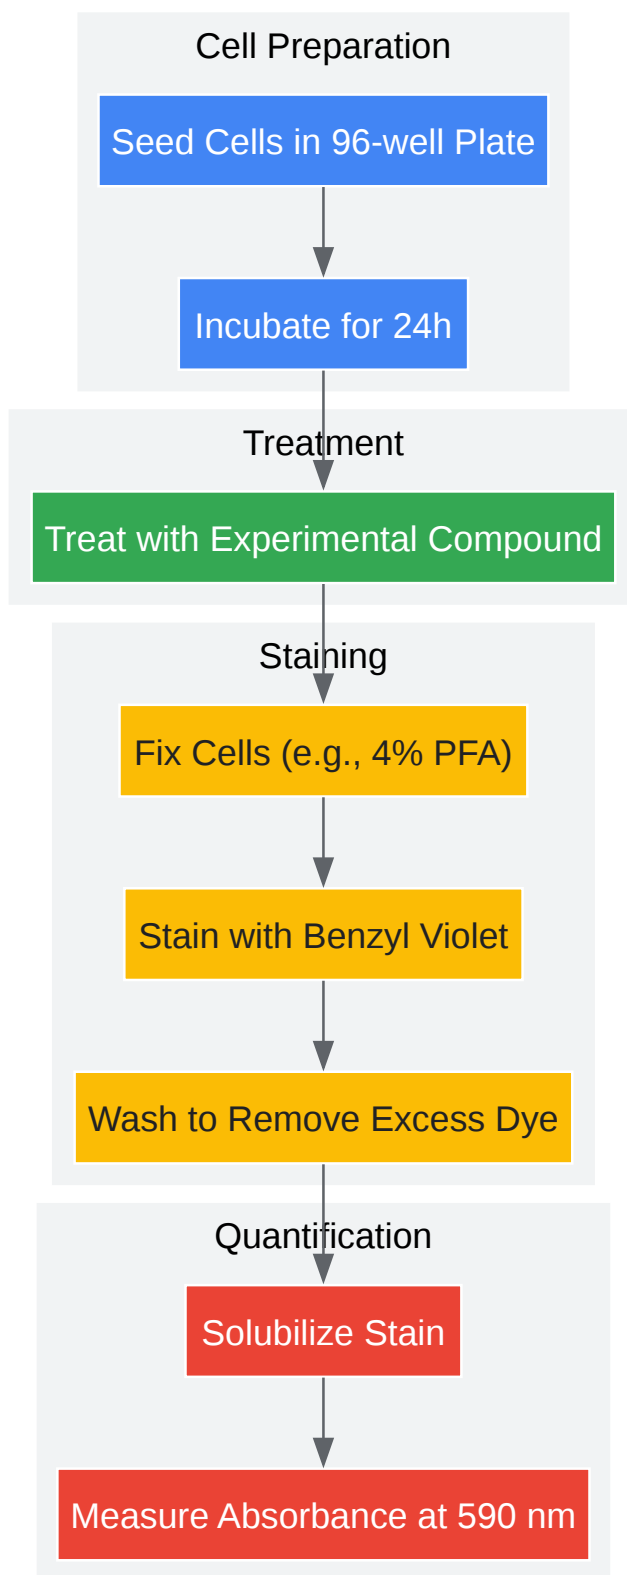 Cell Preparation
Seed Cells in 96-well Plate
Incubate for 24h
Treatment
Treat with Experimental Compound
Staining
Fix Cells (e.g., 4% PFA)
Stain with Benzyl Violet
Wash to Remove Excess Dye
Quantification
Solubilize Stain
Measure Absorbance at 590 nm